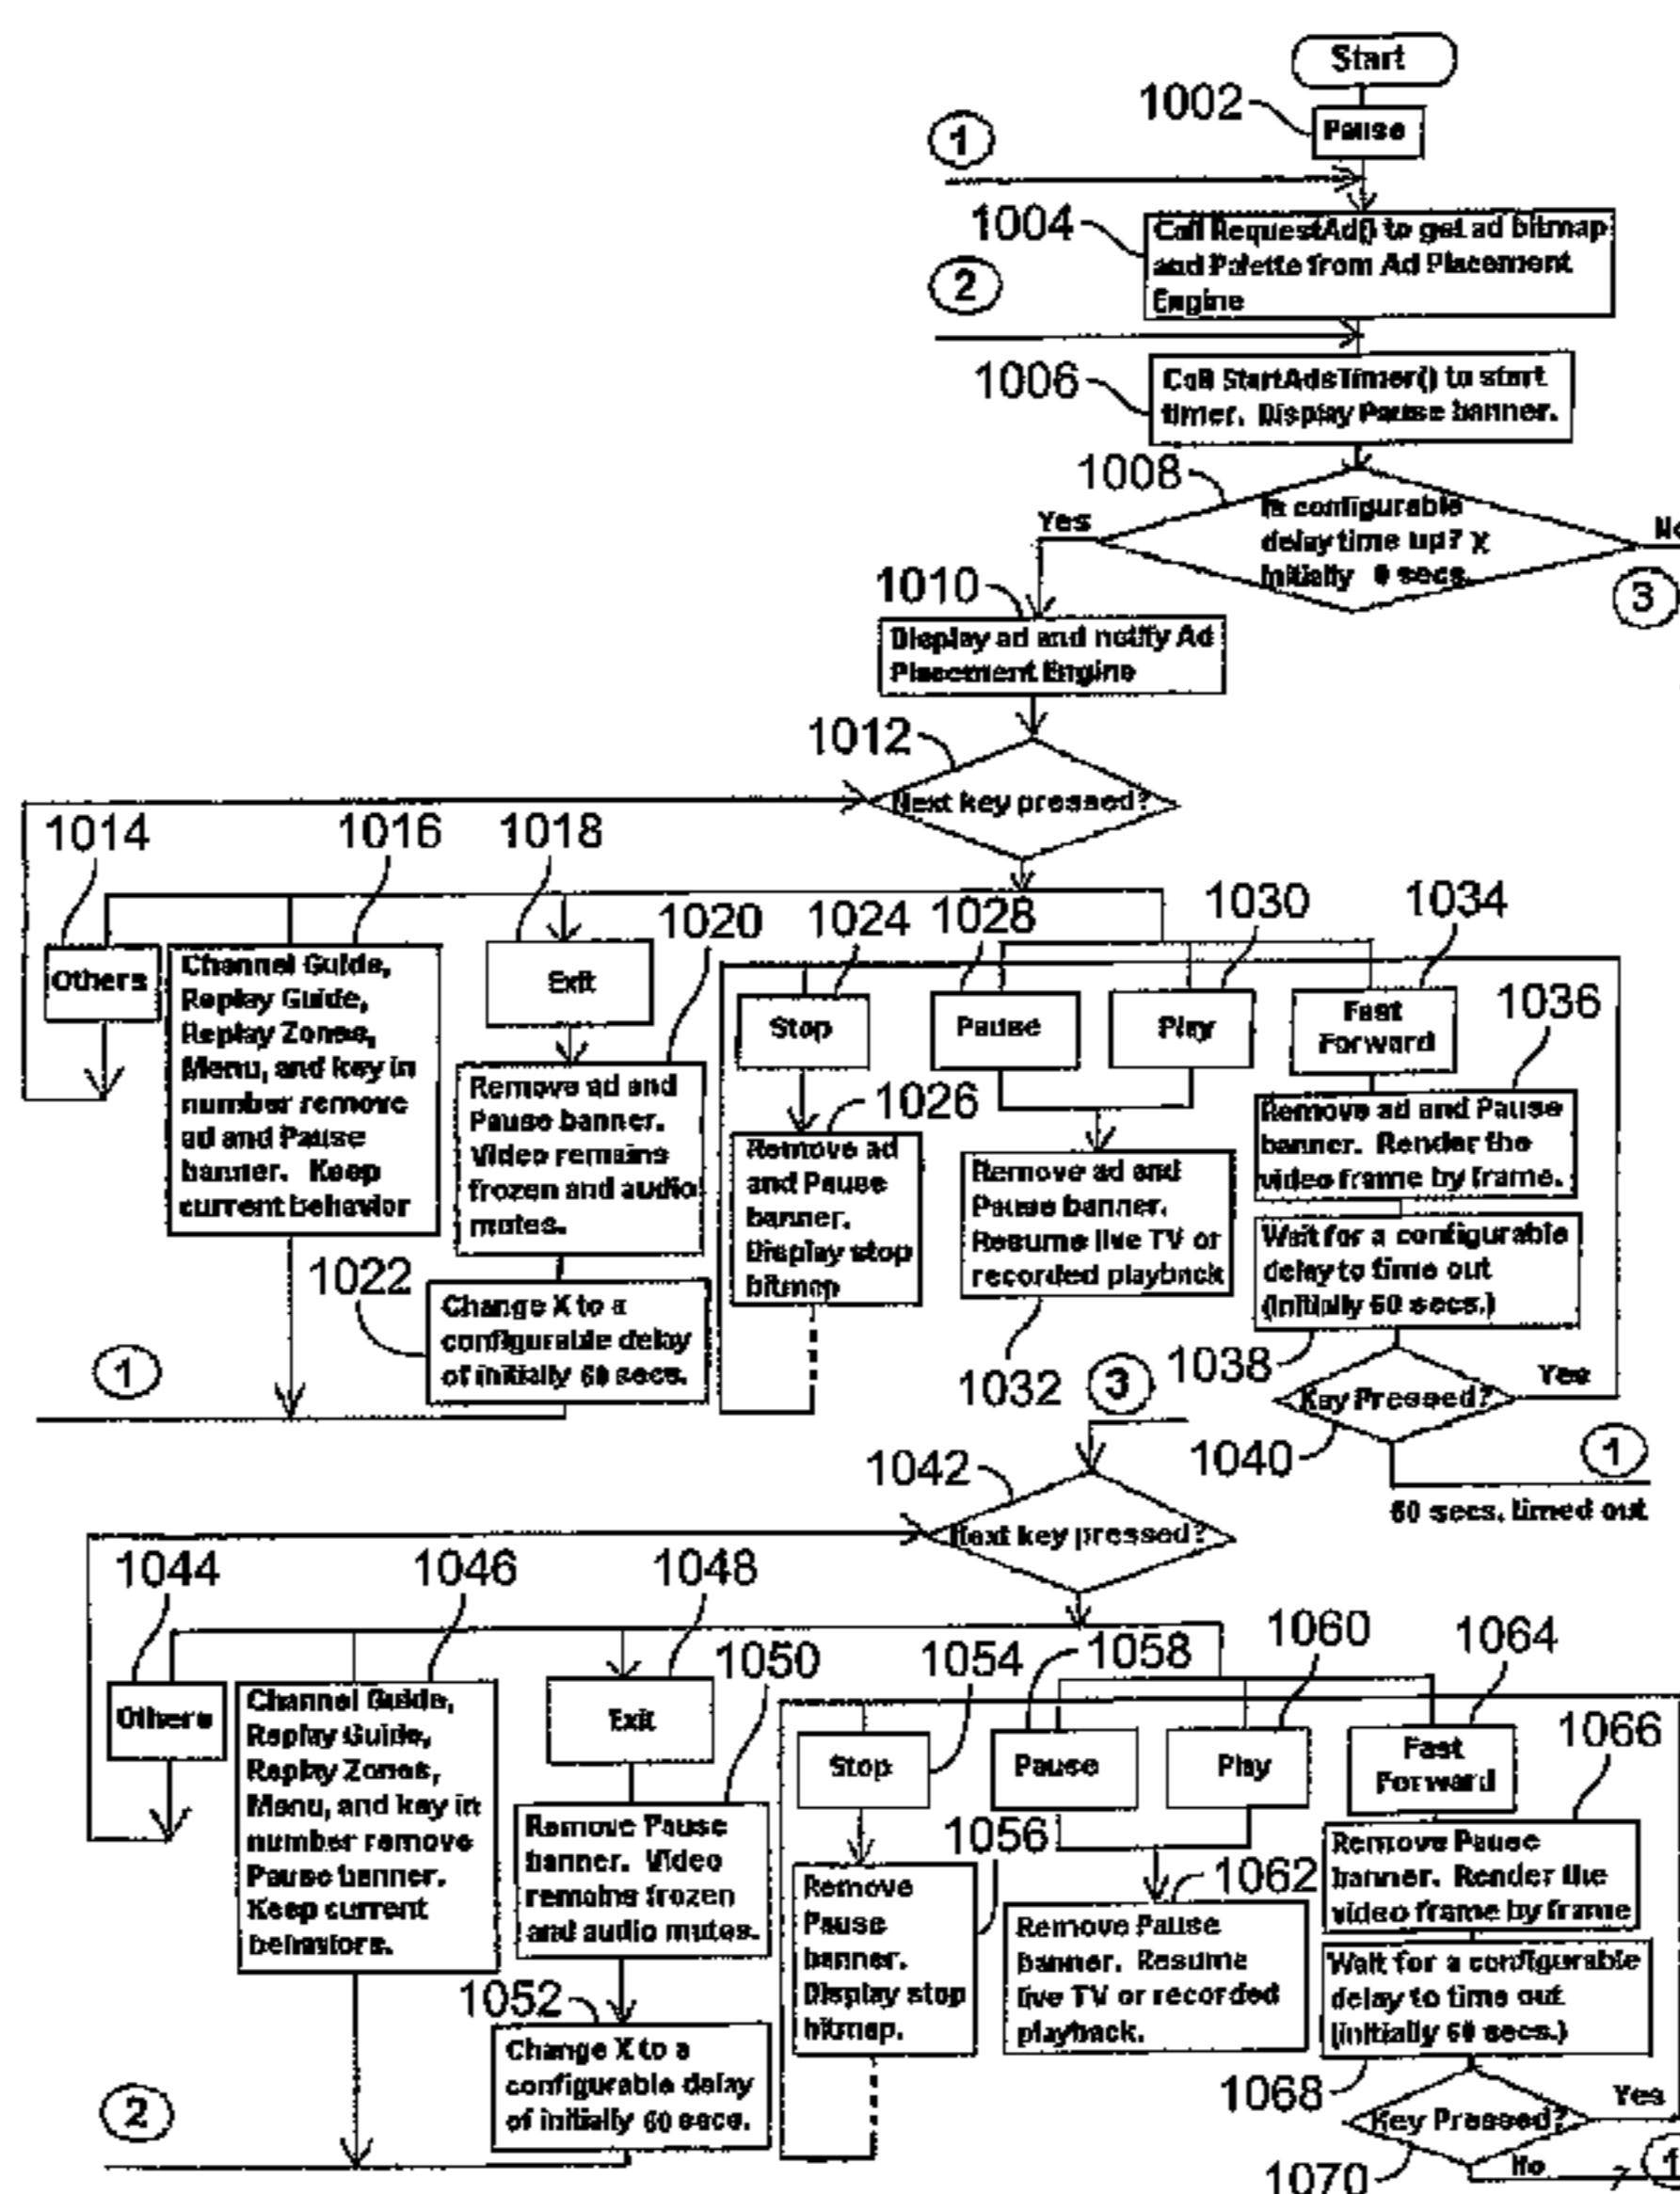 Start
1002
Pause
1
1004
Call RequestAd() to get ad bitmap
and Palette from Ad Placement
Engine
2
1006
Call StartAdsTimer() to start
timer. Display Pause banner.
1008
Is configurable
delay time up? X
Initially 0 secs.
Yes
3
1010
Display ad and notify Ad
Placement Engine
1012
Next key pressed?
1014
1016
1018
1020
1024
1028
1030
1034
Others
Channel Guide,
Replay Guide,
Replay Zones,
Menu, and key in
number remove
ad and Pause
banner. Keep
current behavior
Exit
Remove ad and
Pause banner.
Video remains
frozen and audio
mutes.
1022
Change X to a
configurable delay
of initially 60 secs.
Stop
1026
Remove ad
and Pause
banner.
Display stop
bitmap
Pause
Play
Remove ad and
Pause banner.
Resume live TV or
recorded playback
1032
Fast
Forward
1036
Remove ad and Pause
banner. Render the
video frame by frame.
Wait for a configurable
delay to time out
(initially 60 secs.)
1038
Key Pressed?
Yes
1040
1
60 secs. timed out
1
3
1042
Next key pressed?
1044
1046
1048
1050
1054
1058
1060
1064
Others
Channel Guide,
Replay Guide,
Replay Zones,
Menu, and key in
number remove
Pause banner.
Keep current
behaviors.
Exit
Remove Pause
banner. Video
remains frozen
and audio mutes.
1052
Change X to a
configurable delay
of initially 60 secs.
Stop
1056
Remove
Pause
banner.
Display stop
bitmap.
Pause
Play
1062
Remove Pause
banner. Resume
live TV or recorded
playback.
Fast
Forward
1066
Remove Pause
banner. Render the
video frame by frame
Wait for a configurable
delay to time out
(initially 60 secs.)
1068
Key Pressed?
Yes
No
1070
1
2